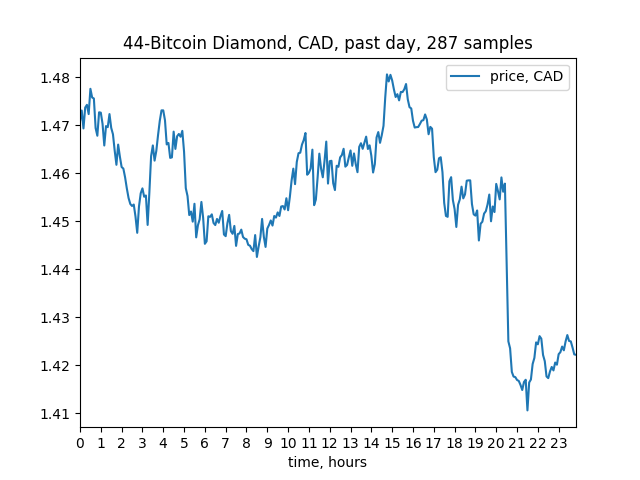 44-Bitcoin Diamond, CAD, past day, 287 samples
price, CAD
1.48
1.47
1.46
1.45
1.44
1.43
1.42
1.41
0 1 2 3 4 5 6 7 8 9 10 11 12 13 14 15 16 17 18 19 20 21 22 23
time, hours